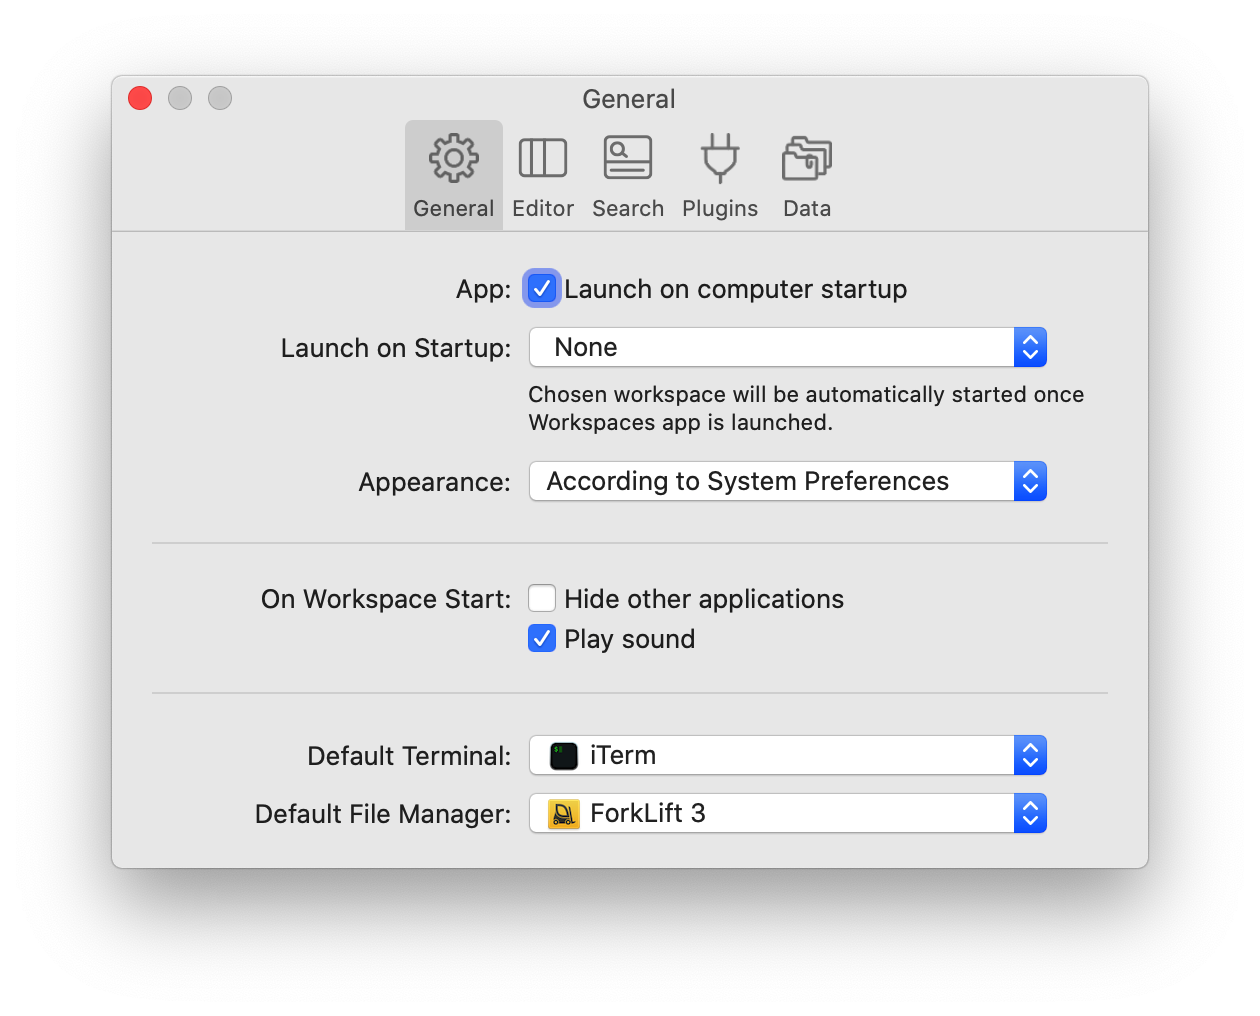 General
General Editor Search Plugins Data
App: Launch on computer startup
Launch on Startup: None
Chosen workspace will be automatically started once
Workspaces app is launched.
Appearance: According to System Preferences
On Workspace Start: Hide other applications
Play sound
Default Terminal: iTerm
Default File Manager: ForkLift 3